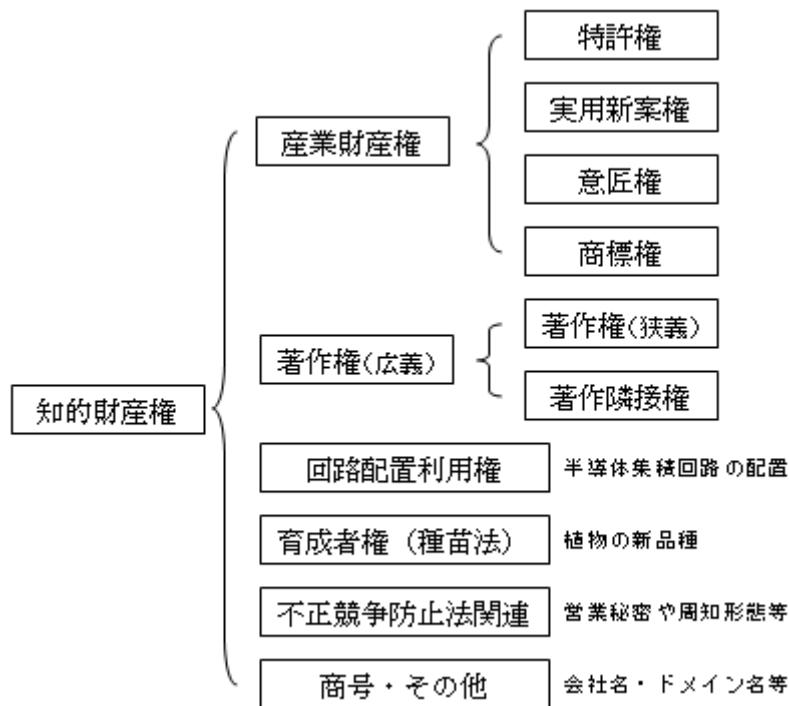 特許権
実用新案権
産業財産権
意匠権
商標権
著作権(狭義)
著作権(広義)
著作隣接権
知的財産権
回路配置利用権 半導体集積回路の配置
育成者権(種苗法) 植物の新品種
不正競争防止法関連 営業秘密や周知形態等
商号・その他 会社名・ドメイン名等